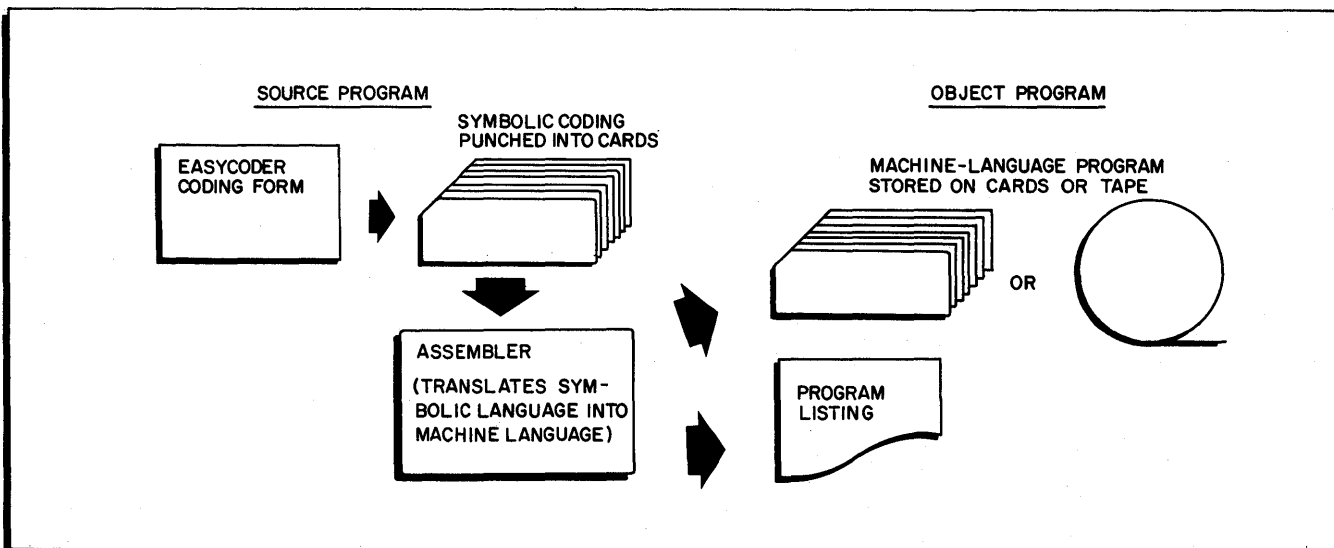 SOURCE PROGRAM
OBJECT PROGRAM
EASYCODER
CODING FORM
SYMBOLIC CODING
PUNCHED INTO CARDS
MACHINE-LANGUAGE PROGRAM
STORED ON CARDS OR TAPE
OR
ASSEMBLER
(TRANSLATES SYM-
BOLIC LANGUAGE INTO
MACHINE LANGUAGE)
PROGRAM
LISTING